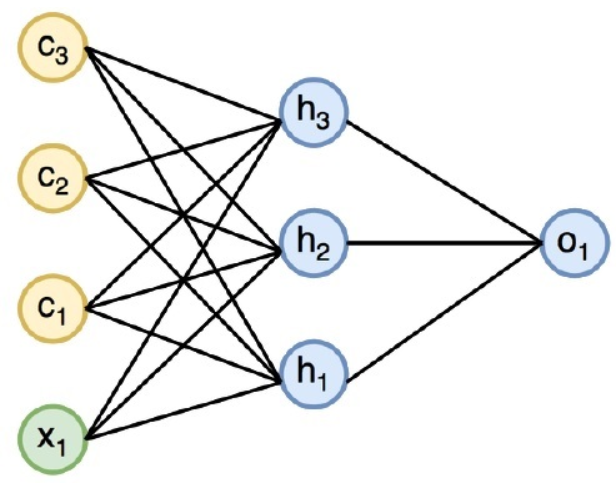 c₃
h₃
c₂
h₂
o₁
c₁
h₁
x₁